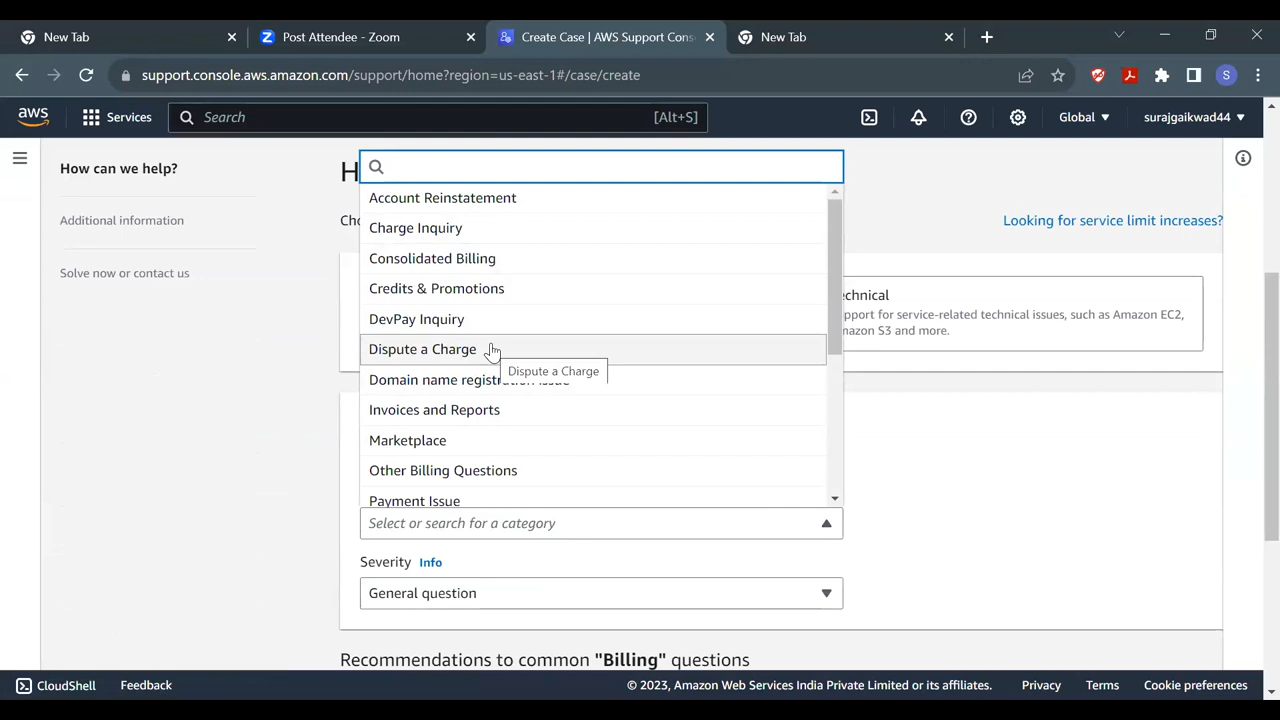 New Tab
Post Attendee - Zoom
Create Case | AWS Support Cons
New Tab
support.console.aws.amazon.com/support/home?region=us-east-1#/case/create
aws
Services
Search
[Alt+S]
Global
surajgaikwad44
S
How can we help?
Additional information
Solve now or contact us
H
Cho
Looking for service limit increases?
Account Reinstatement
Charge Inquiry
Consolidated Billing
Credits & Promotions
DevPay Inquiry
Dispute a Charge
Dispute a Charge
Domain name registration issue
Invoices and Reports
Marketplace
Other Billing Questions
Payment Issue
echnical
pport for service-related technical issues, such as Amazon EC2,
mazon S3 and more.
Select or search for a category
Severity Info
General question
Recommendations to common "Billing" questions
CloudShell
Feedback
© 2023, Amazon Web Services India Private Limited or its affiliates.
Privacy
Terms
Cookie preferences